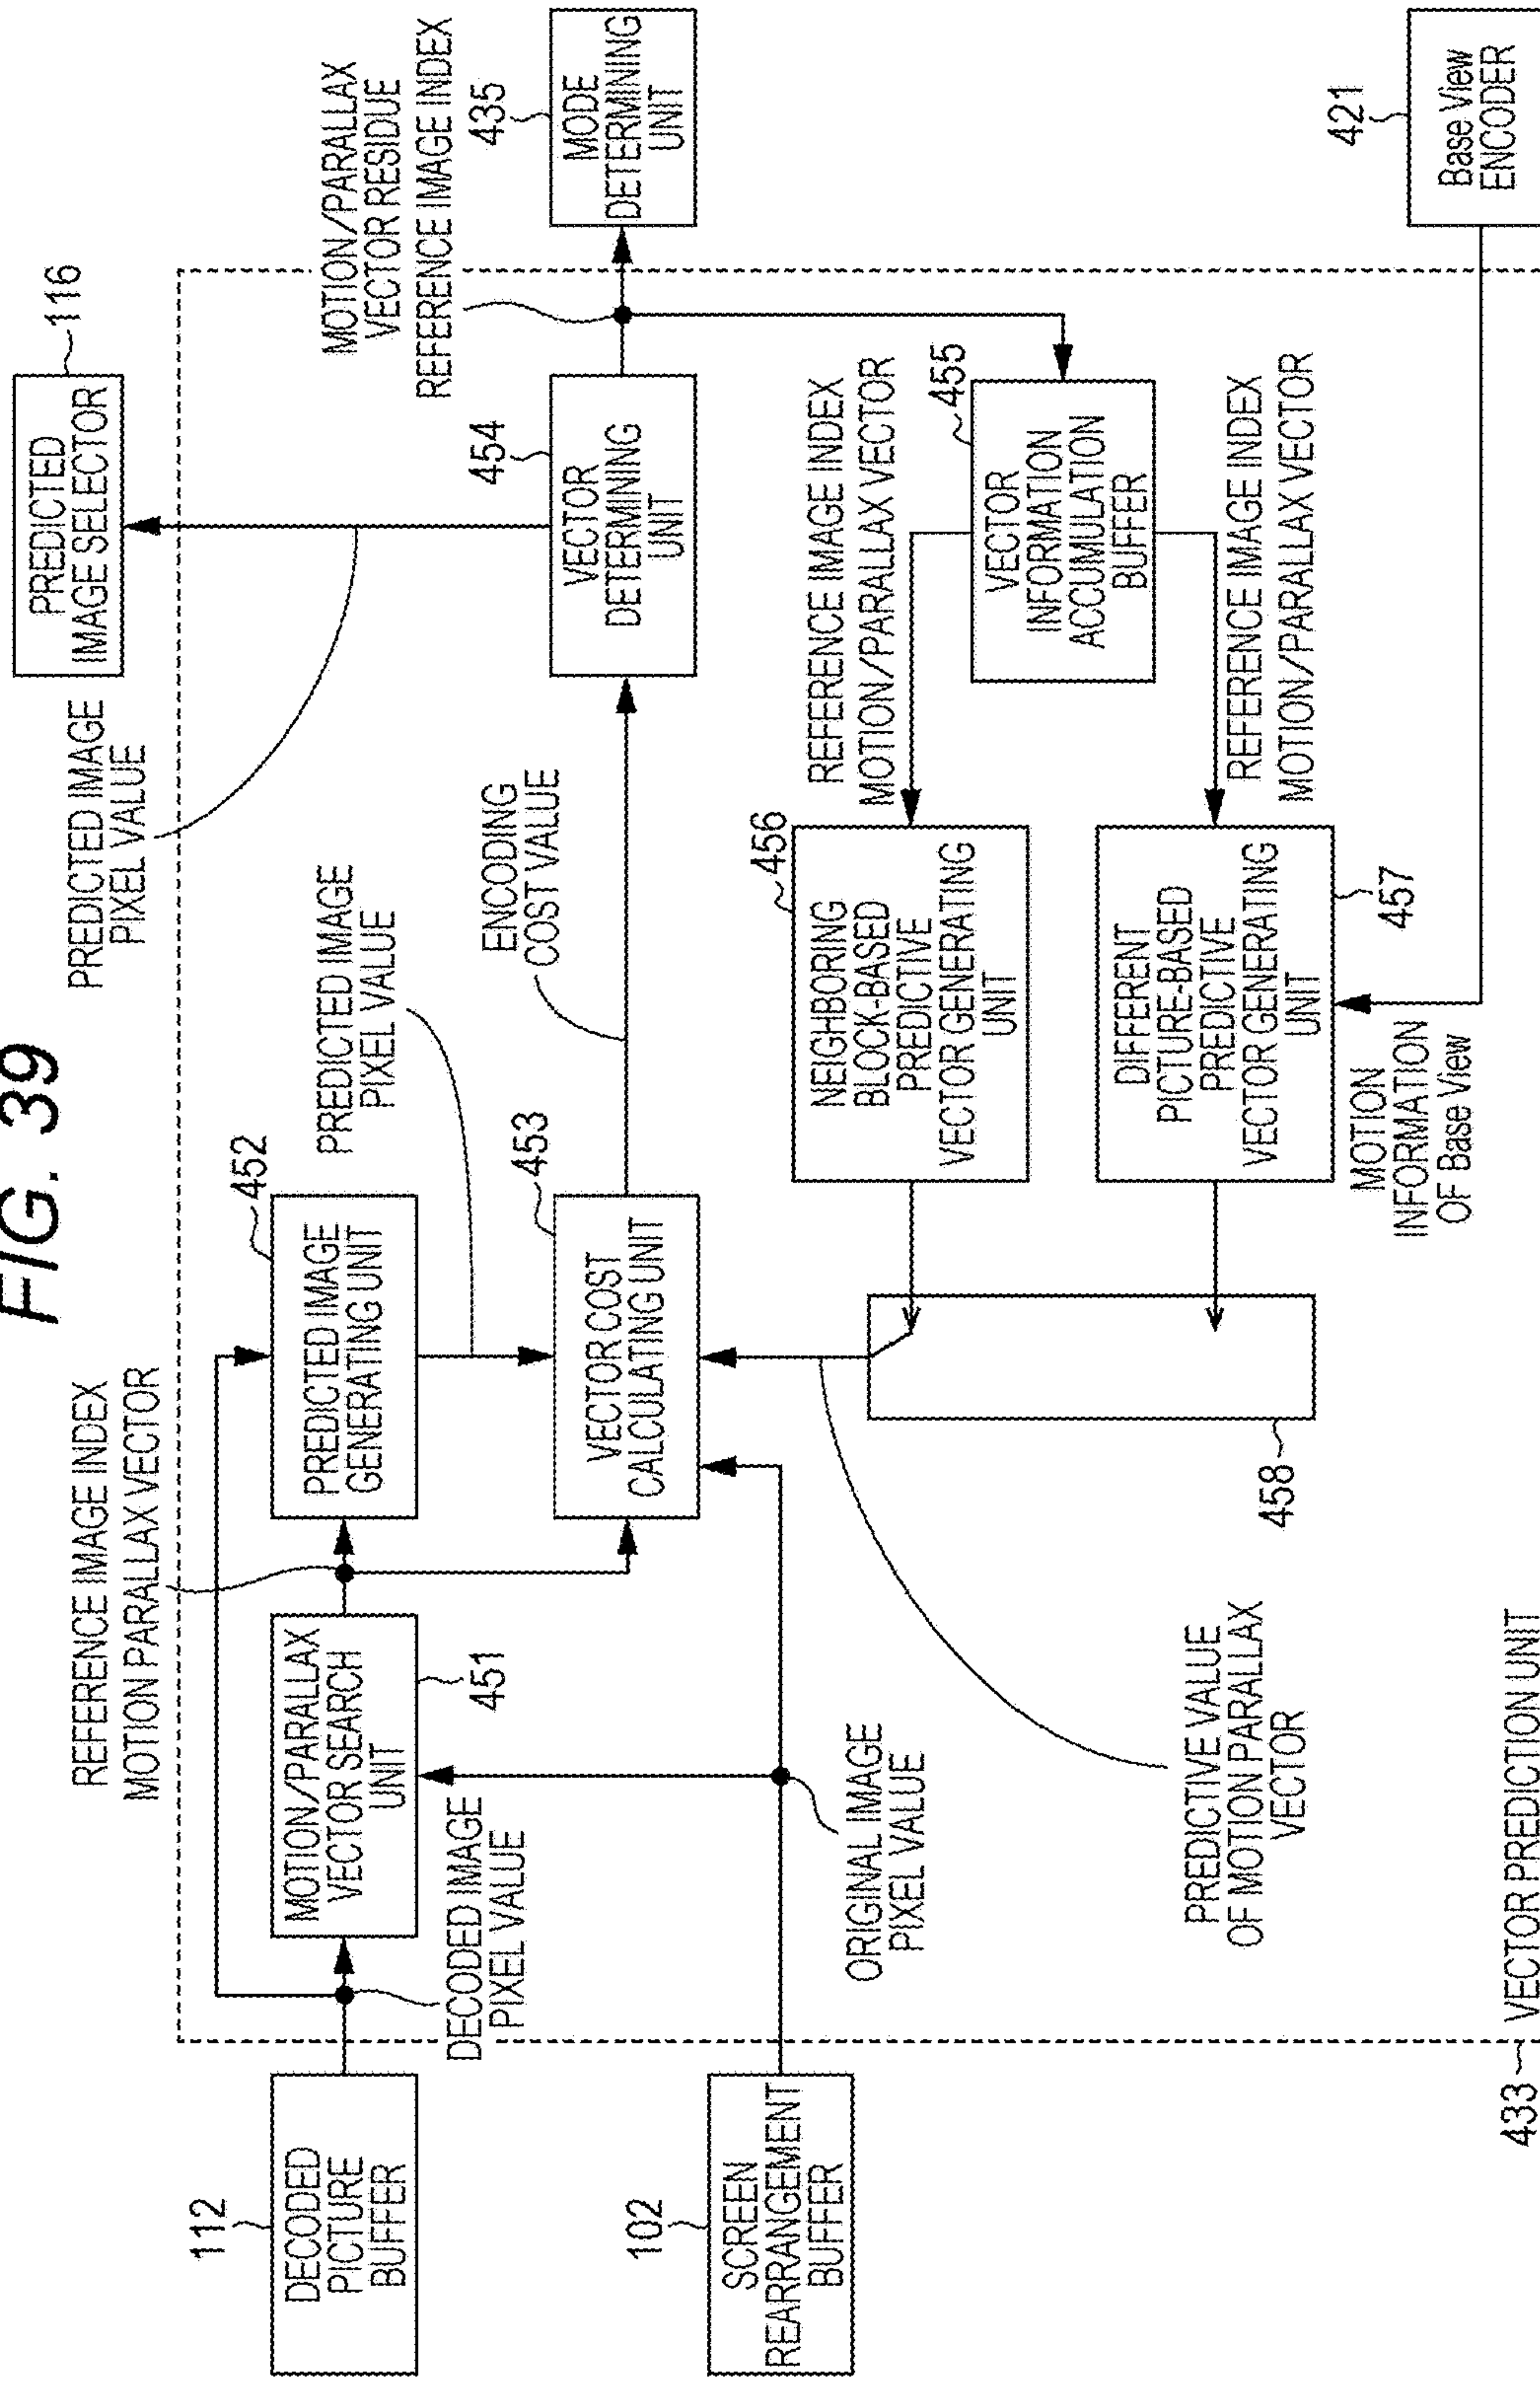 FIG. 39
112
DECODED
PICTURE
BUFFER
102
SCREEN
REARRANGEMENT
BUFFER
433
VECTOR PREDICTION UNIT
DECODED IMAGE
PIXEL VALUE
MOTION/PARALLAX
VECTOR SEARCH
UNIT
451
ORIGINAL IMAGE
PIXEL VALUE
REFERENCE IMAGE INDEX
MOTION PARALLAX VECTOR
452
PREDICTED IMAGE
GENERATING UNIT
PREDICTED IMAGE
PIXEL VALUE
453
VECTOR COST
CALCULATING UNIT
PREDICTIVE VALUE
OF MOTION PARALLAX
VECTOR
458
ENCODING
COST VALUE
456
NEIGHBORING
BLOCK-BASED
PREDICTIVE
VECTOR GENERATING
UNIT
DIFFERENT
PICTURE-BASED
PREDICTIVE
VECTOR GENERATING
UNIT
457
MOTION
INFORMATION
OF Base View
PREDICTED IMAGE
PIXEL VALUE
116
PREDICTED
IMAGE SELECTOR
454
VECTOR
DETERMINING
UNIT
REFERENCE IMAGE INDEX
MOTION/PARALLAX VECTOR
455
VECTOR
INFORMATION
ACCUMULATION
BUFFER
REFERENCE IMAGE INDEX
MOTION/PARALLAX VECTOR
MOTION/PARALLAX
VECTOR RESIDUE
REFERENCE IMAGE INDEX
435
MODE
DETERMINING
UNIT
421
Base View
ENCODER